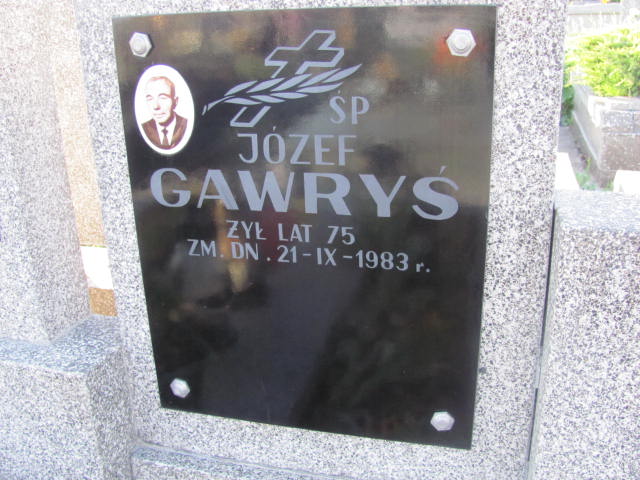 ŚP
JÓZEF
GAWRYŚ
ŻYŁ LAT 75
ZM. DN. 21-IX-1983 r.